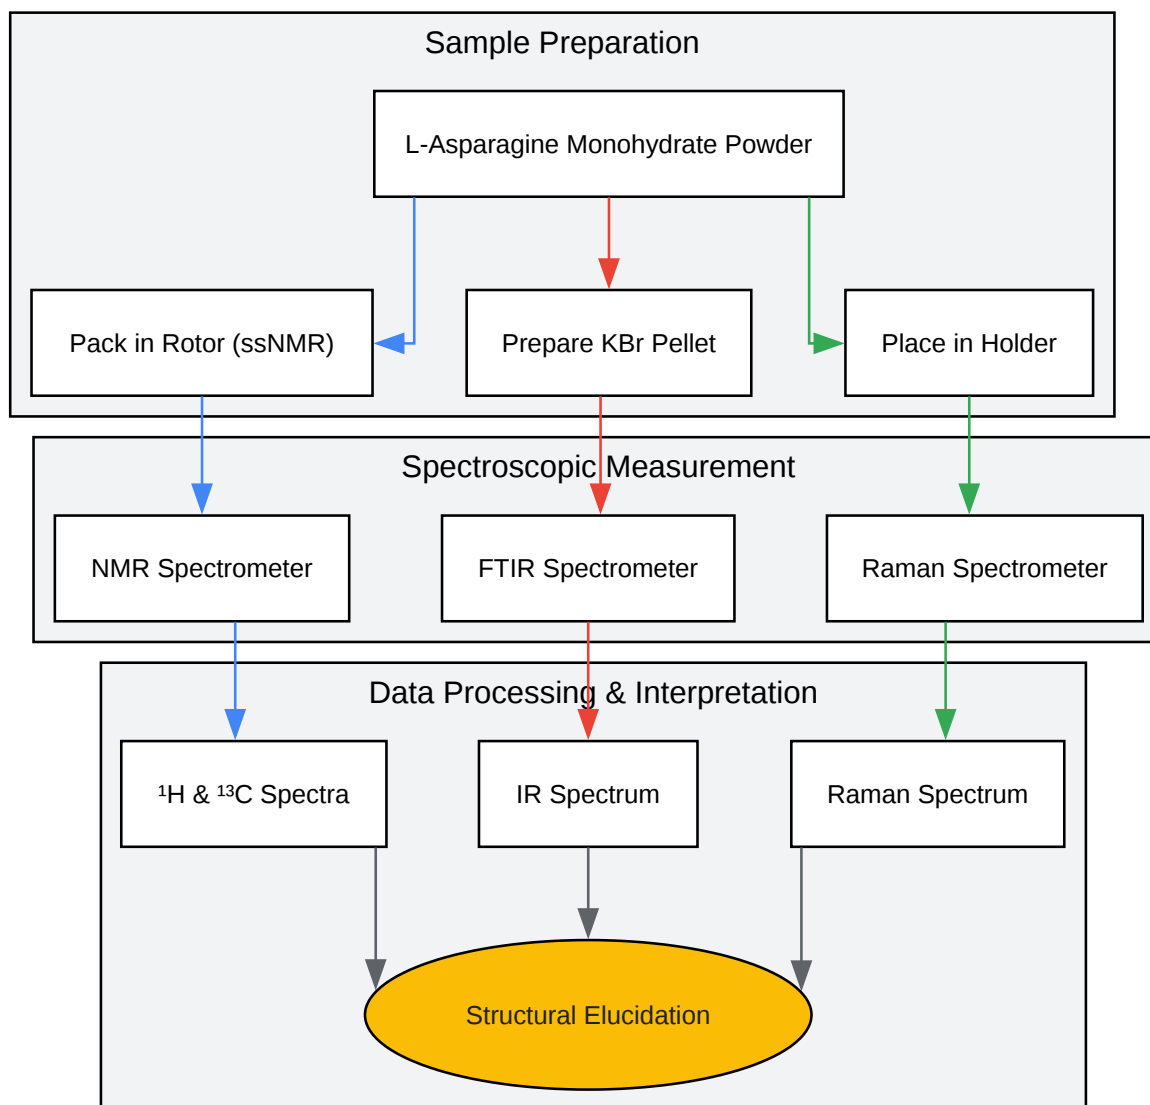 Sample Preparation
L-Asparagine Monohydrate Powder
Pack in Rotor (ssNMR)
Prepare KBr Pellet
Place in Holder
Spectroscopic Measurement
NMR Spectrometer
FTIR Spectrometer
Raman Spectrometer
Data Processing & Interpretation
¹H & ¹³C Spectra
IR Spectrum
Raman Spectrum
Structural Elucidation